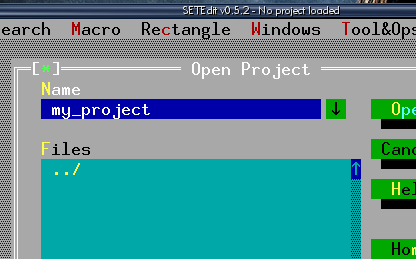 SETEdit v0.5.2 - No project loaded
earch Macro Rectangle Windows Tool&Ops
[*] Open Project
Name
my_project ↓
Ope
Files
Canc
../ ↑
Hel
Ho